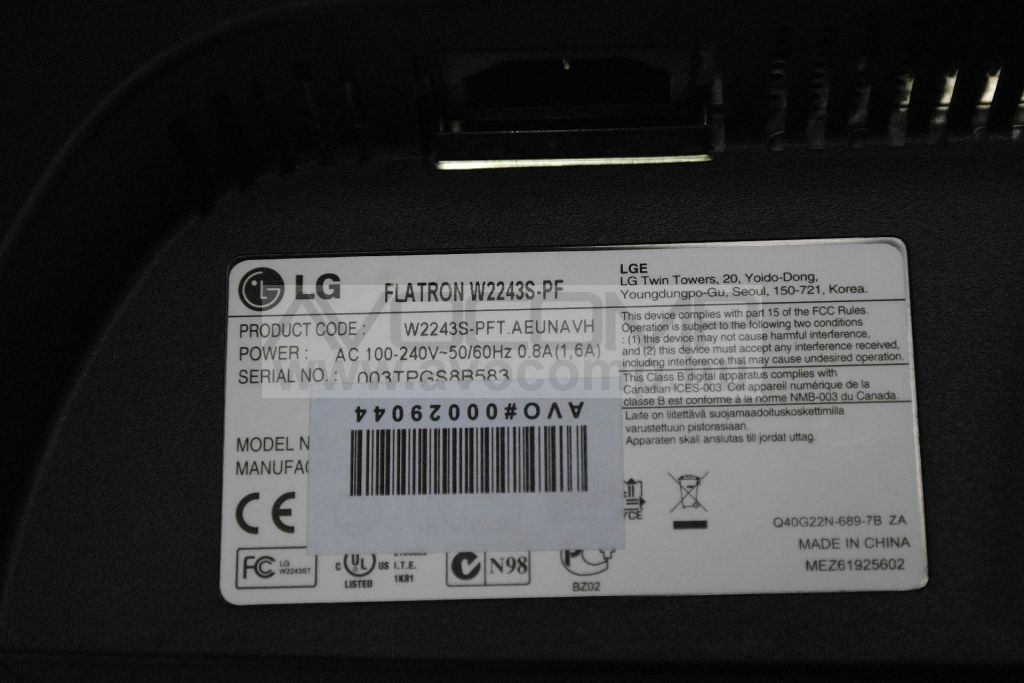 LG FLATRON W2243S-PF
PRODUCT CODE : W2243S-PFT.AEUNAVH
POWER : AC 100-240V~50/60Hz 0.8A(1,6A)
SERIAL NO. : 003TPGS8B583
AVO#00029044
MODEL N
MANUFAC
CE
FC LG
W2243ST
C UL US I.T.E.
LISTED 1K81
N98
BZ02
LGE
LG Twin Towers, 20, Yoido-Dong,
Youngdungpo-Gu, Seoul, 150-721, Korea.
This device complies with part 15 of the FCC Rules.
Operation is subject to the following two conditions
: (1) this device may not cause harmful interference,
and (2) this device must accept any interference received,
including interference that may cause undesired operation.
This Class B digital apparatus complies with
Canadian ICES-003. Cet appareil numérique de la
classe B est conforme à la norme NMB-003 du Canada.
Laite on liitettävä suojamaadoituskoskettimilla
varustettuun pistorasiaan.
Apparaten skall anslutas till jordat uttag.
YCE
Q40G22N-689-7B ZA
MADE IN CHINA
MEZ61925602